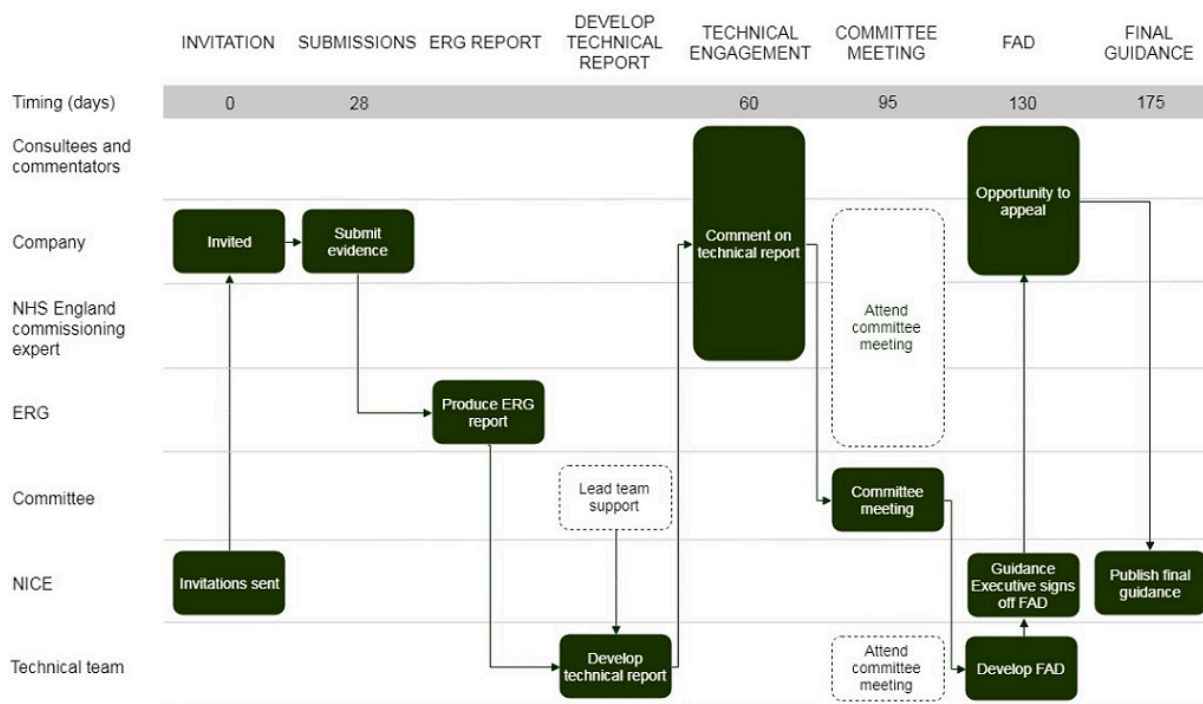 INVITATION
SUBMISSIONS
ERG REPORT
DEVELOP
TECHNICAL
REPORT
TECHNICAL
ENGAGEMENT
COMMITTEE
MEETING
FAD
FINAL
GUIDANCE
Timing (days) 0 28 60 95 130 175
Consultees and
commentators
Opportunity to
appeal
Company
Invited
Submit
evidence
Comment on
technical report
NHS England
commissioning
expert
Attend
committee
meeting
ERG
Produce ERG
report
Committee
Lead team
support
Committee
meeting
NICE
Invitations sent
Guidance
Executive signs
off FAD
Publish final
guidance
Technical team
Develop
technical report
Attend
committee
meeting
Develop FAD